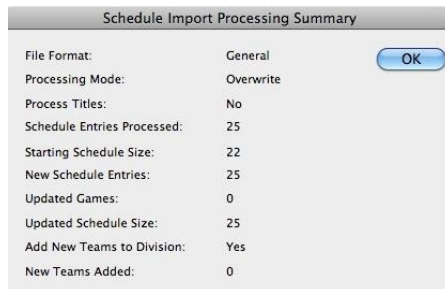 Schedule Import Processing Summary
File Format: General OK
Processing Mode: Overwrite
Process Titles: No
Schedule Entries Processed: 25
Starting Schedule Size: 22
New Schedule Entries: 25
Updated Games: 0
Updated Schedule Size: 25
Add New Teams to Division: Yes
New Teams Added: 0